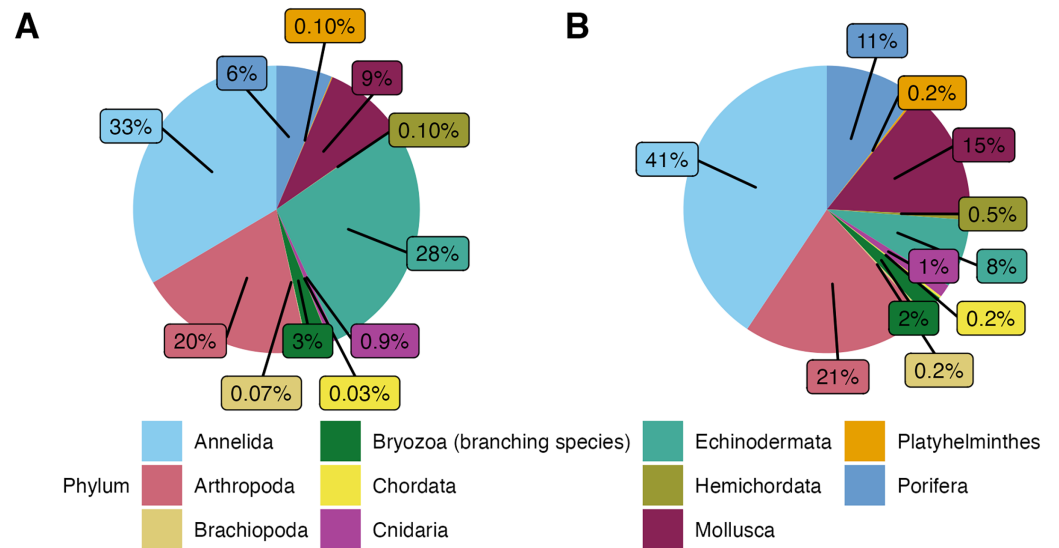 A
B
0.10%
11%
6%
9%
0.2%
33%
0.10%
15%
41%
0.5%
28%
1%
8%
20%
3%
0.9%
2%
0.2%
0.07%
0.03%
21%
0.2%
Annelida
Bryozoa (branching species)
Echinodermata
Platyhelminthes
Phylum
Arthropoda
Chordata
Hemichordata
Porifera
Brachiopoda
Cnidaria
Mollusca